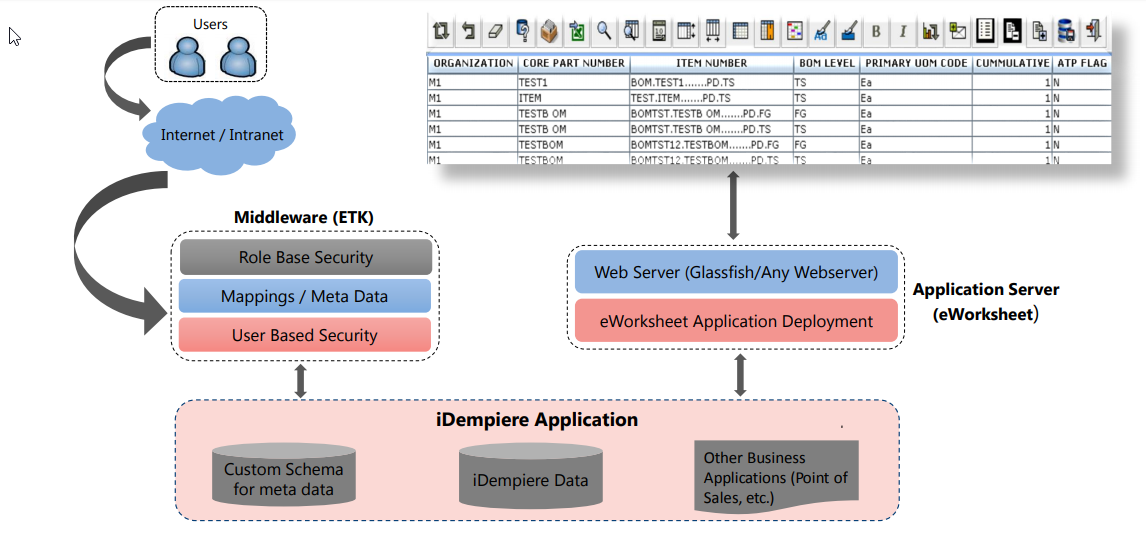 Users
Internet / Intranet
ORGANIZATION CORE PART NUMBER ITEM NUMBER BOM LEVEL PRIMARY UOM CODE CUMMULATIVE ATP FLAG
M1 TEST1 BOM.TEST1.......PD.TS TS Ea 1 N
M1 ITEM TEST.ITEM.......PD.TS TS Ea 1 N
M1 TESTB OM BOMTST.TESTB OM.......PD.FG FG Ea 1 N
M1 TESTB OM BOMTST.TESTB OM.......PD.TS TS Ea 1 N
M1 TESTBOM BOMTST12.TESTBOM.......PD.FG FG Ea 1 N
M1 TESTBOM BOMTST12.TESTBOM.......PD.TS TS Ea 1 N
Middleware (ETK)
Role Base Security
Mappings / Meta Data
User Based Security
Web Server (Glassfish/Any Webserver)
eWorksheet Application Deployment
Application Server
(eWorksheet)
iDempiere Application
Custom Schema
for meta data
iDempiere Data
Other Business
Applications (Point of
Sales, etc.)